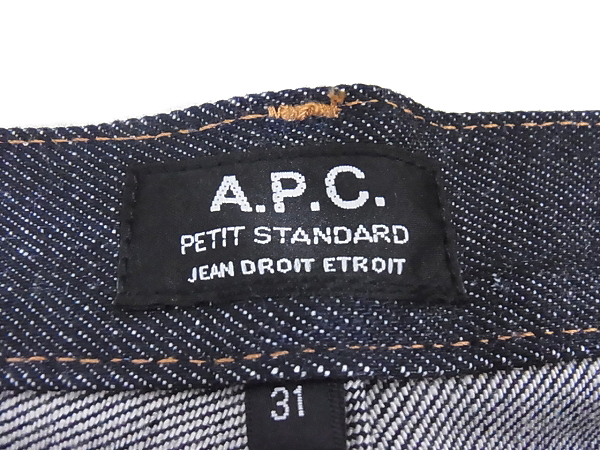 A.P.C.
PETIT STANDARD
JEAN DROIT ETROIT
31